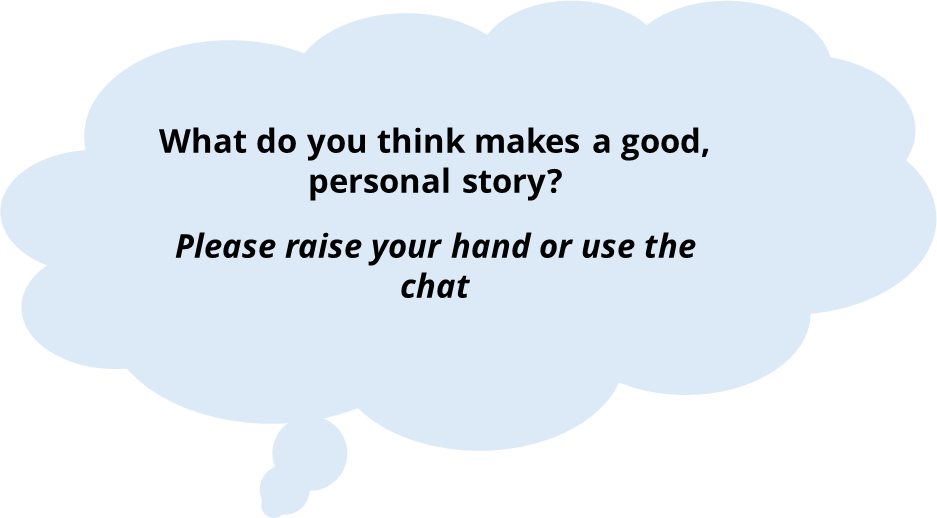 What do you think makes a good,
personal story?
Please raise your hand or use the
chat